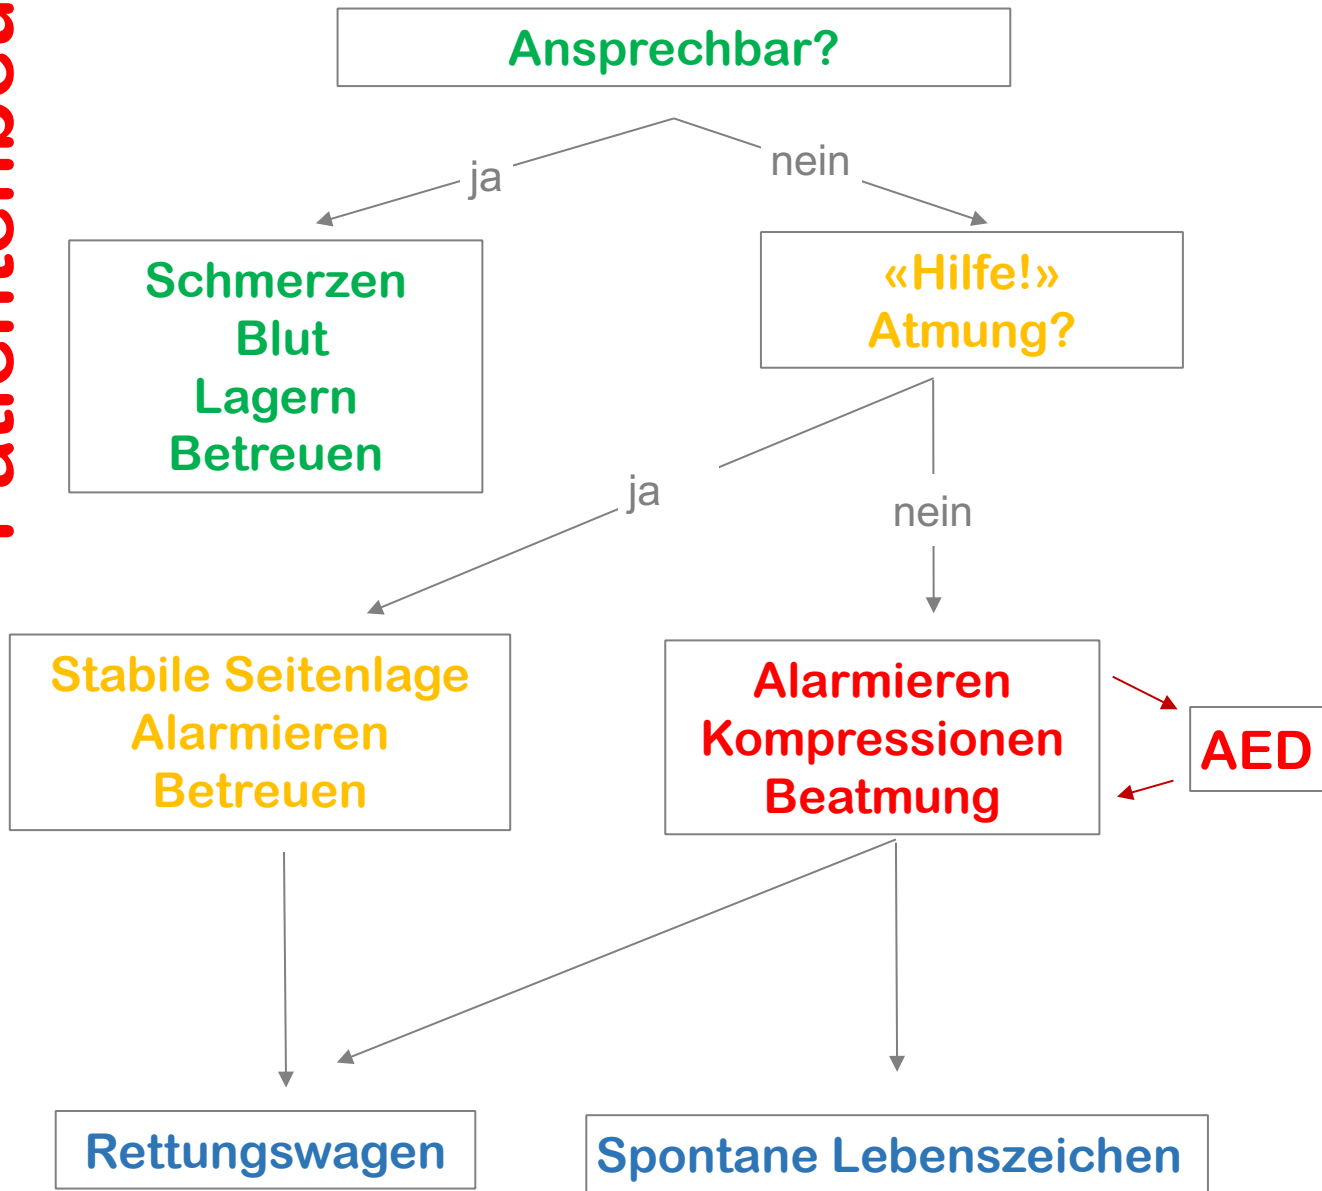 Ansprechbar?
ja
nein
Schmerzen
Blut
Lagern
Betreuen
«Hilfe!»
Atmung?
ja
nein
Stabile Seitenlage
Alarmieren
Betreuen
Alarmieren
Kompressionen
Beatmung
AED
Rettungswagen
Spontane Lebenszeichen